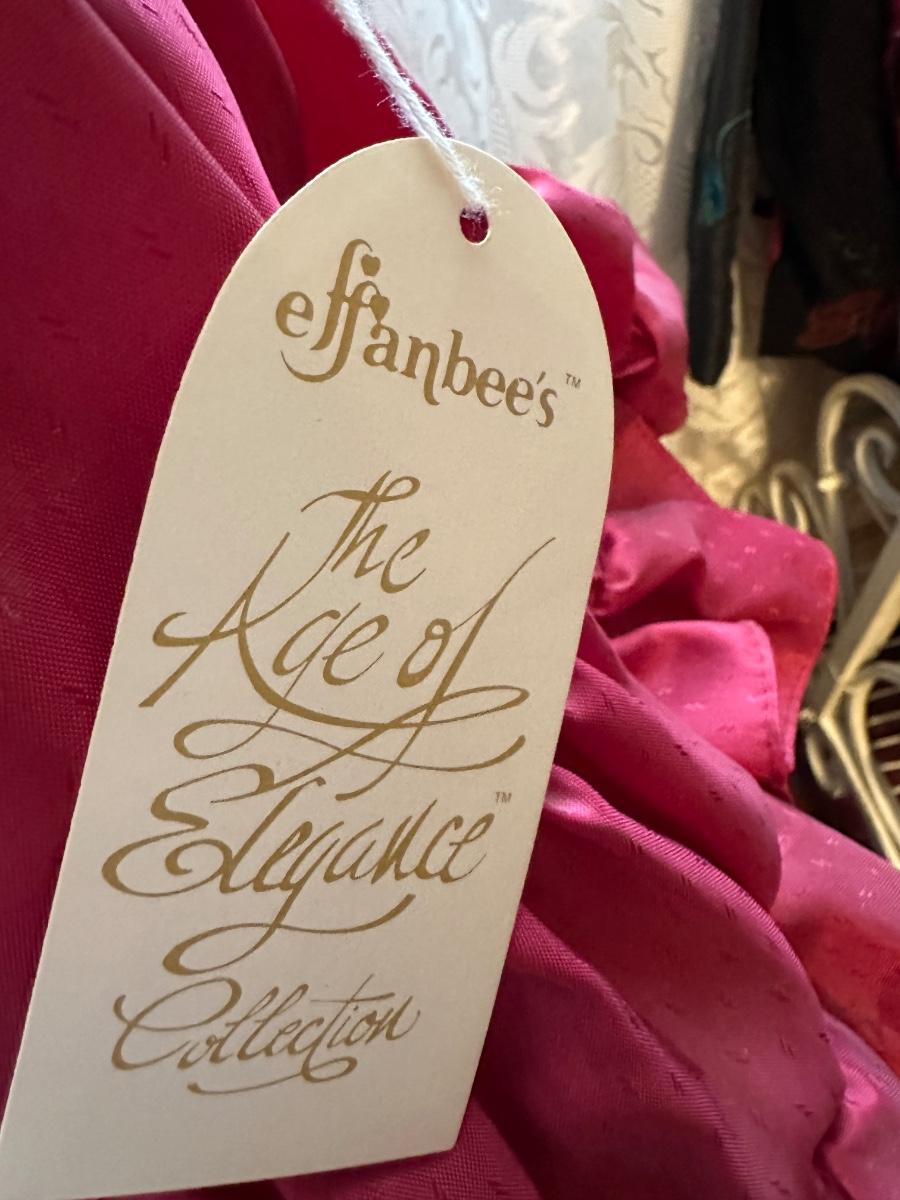 effanbee's™
The
Age of
Elegance™
Collection